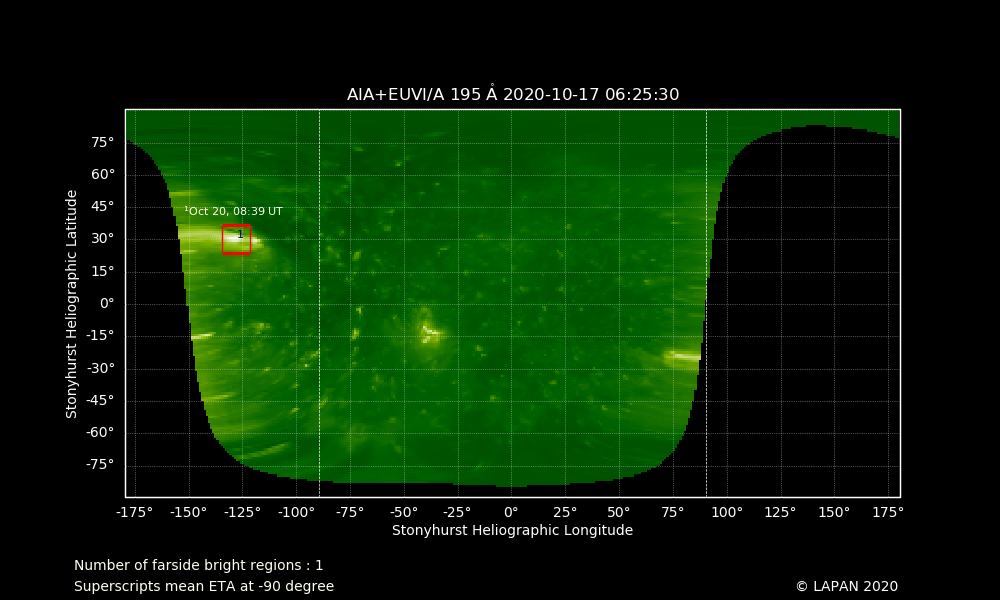 AIA+EUVI/A 195 Å 2020-10-17 06:25:30
75°
60°
45°
30°
15°
0°
-15°
-30°
-45°
-60°
-75°
Stonyhurst Heliographic Latitude
¹Oct 20, 08:39 UT
1
-175° -150° -125° -100° -75° -50° -25° 0° 25° 50° 75° 100° 125° 150° 175°
Stonyhurst Heliographic Longitude
Number of farside bright regions : 1
Superscripts mean ETA at -90 degree
© LAPAN 2020